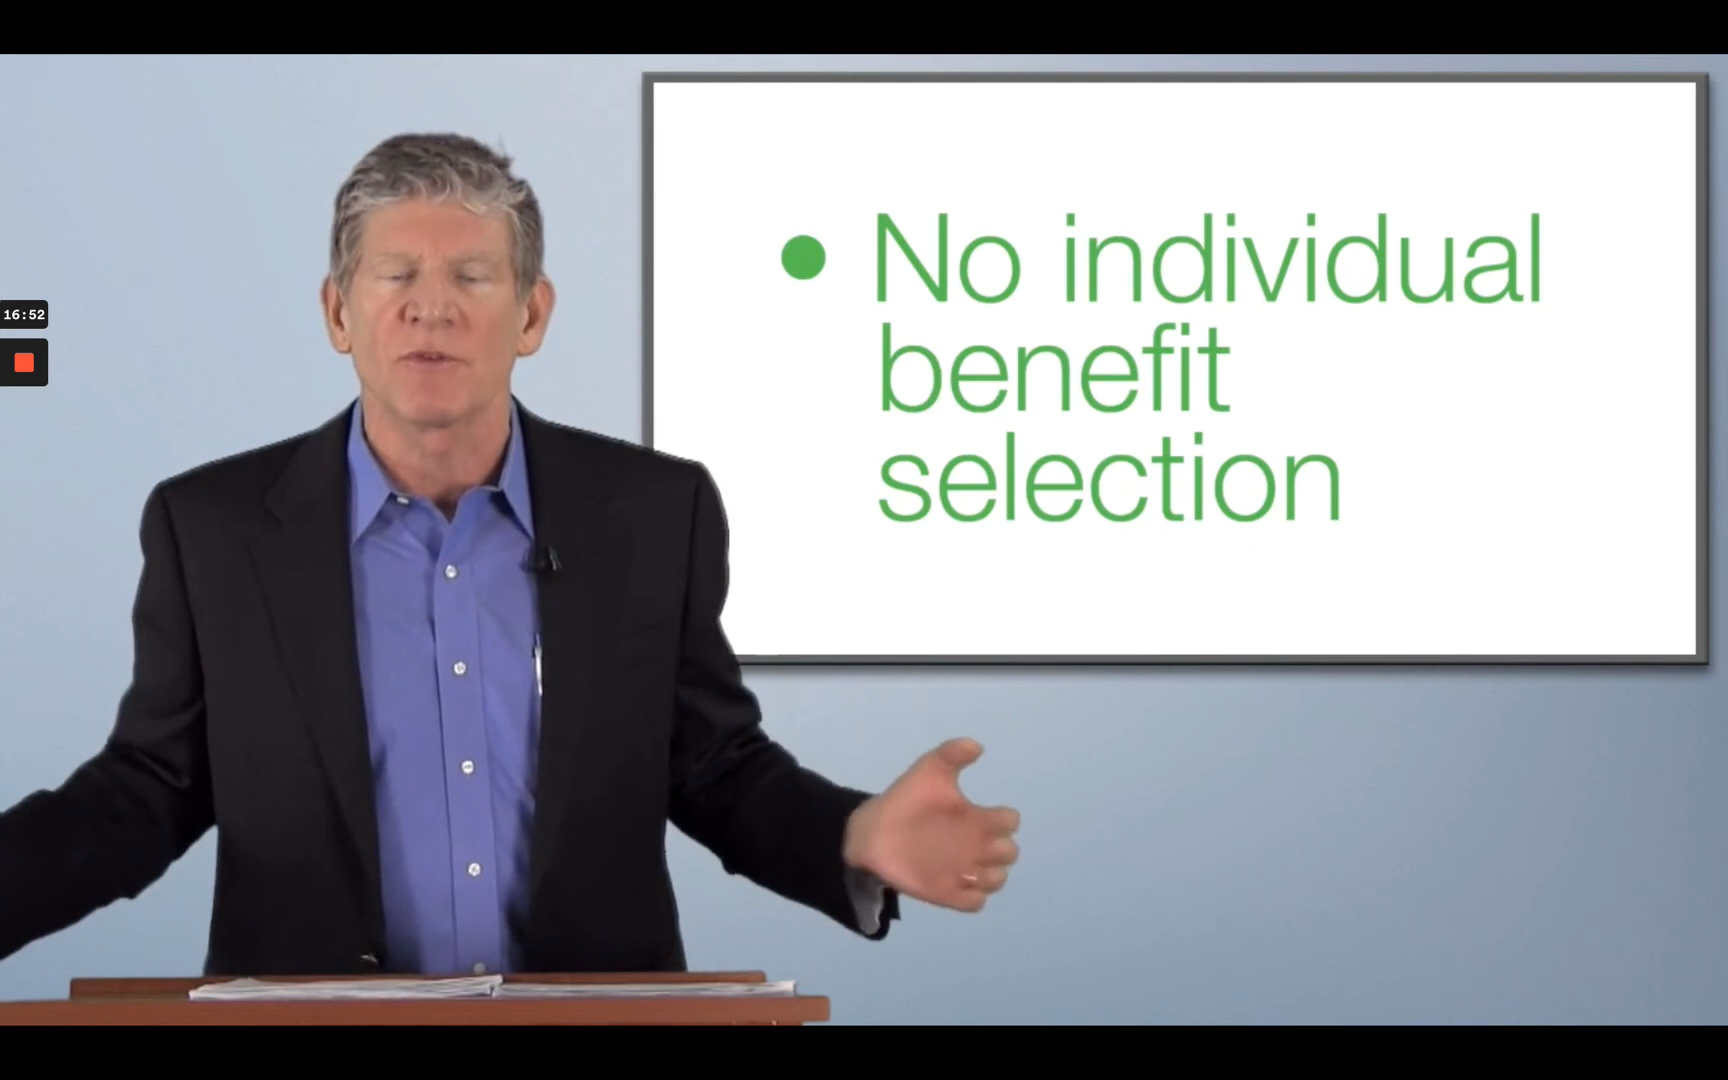 16:52
• No individual
benefit
selection